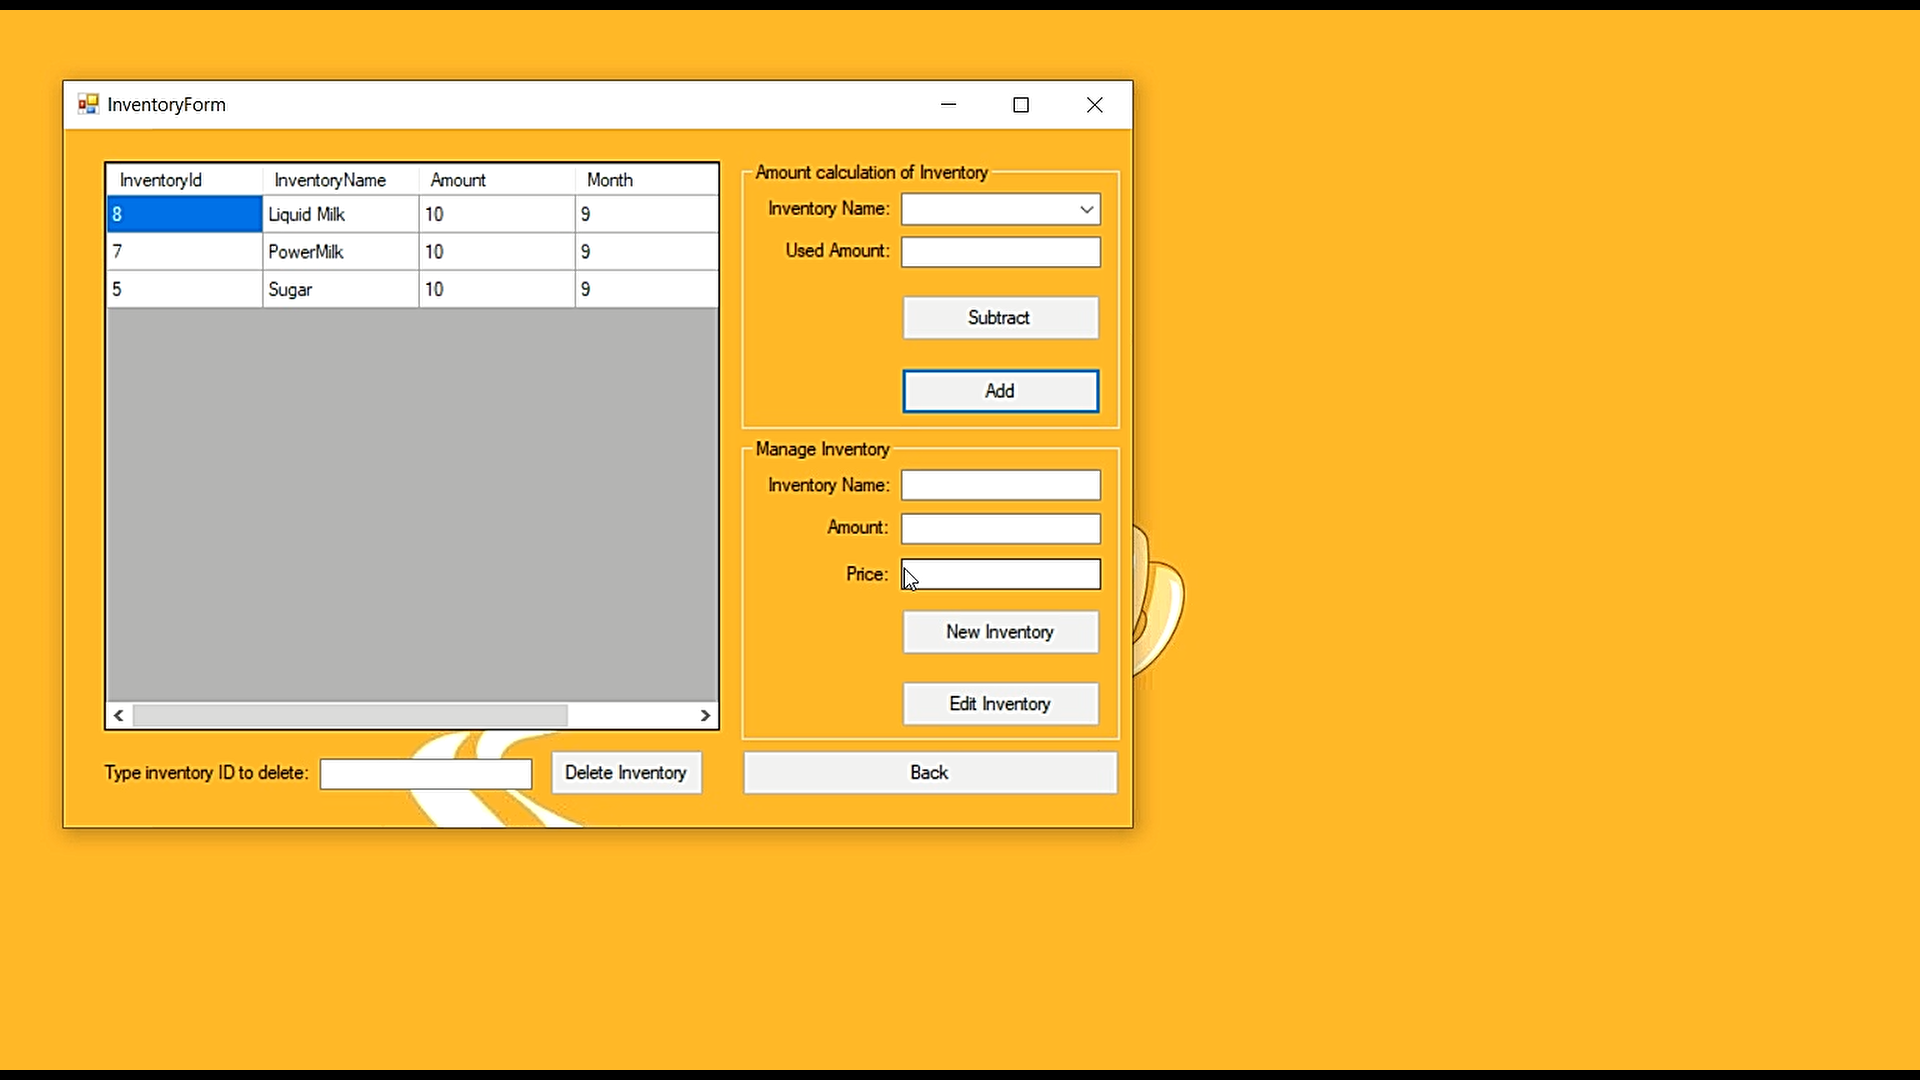 InventoryForm
InventoryId InventoryName Amount Month
8 Liquid Milk 10 9
7 PowerMilk 10 9
5 Sugar 10 9
Amount calculation of Inventory
Inventory Name:
Used Amount:
Subtract
Add
Manage Inventory
Inventory Name:
Amount:
Price:
New Inventory
Edit Inventory
Type inventory ID to delete: Delete Inventory
Back